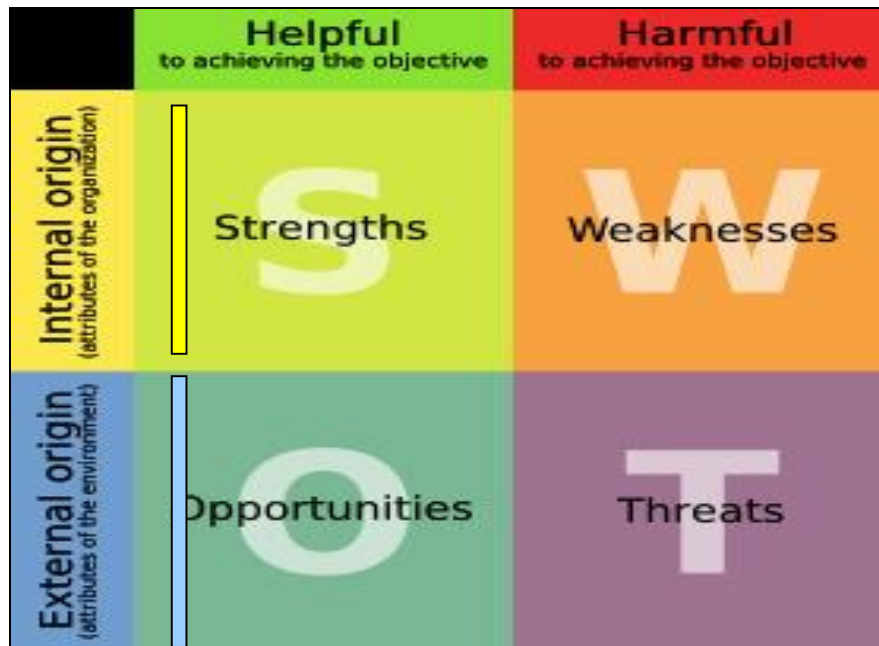 Helpful
to achieving the objective
Harmful
to achieving the objective
Internal origin
(attributes of the organization)
S
Strengths
W
Weaknesses
External origin
(attributes of the environment)
O
Opportunities
T
Threats